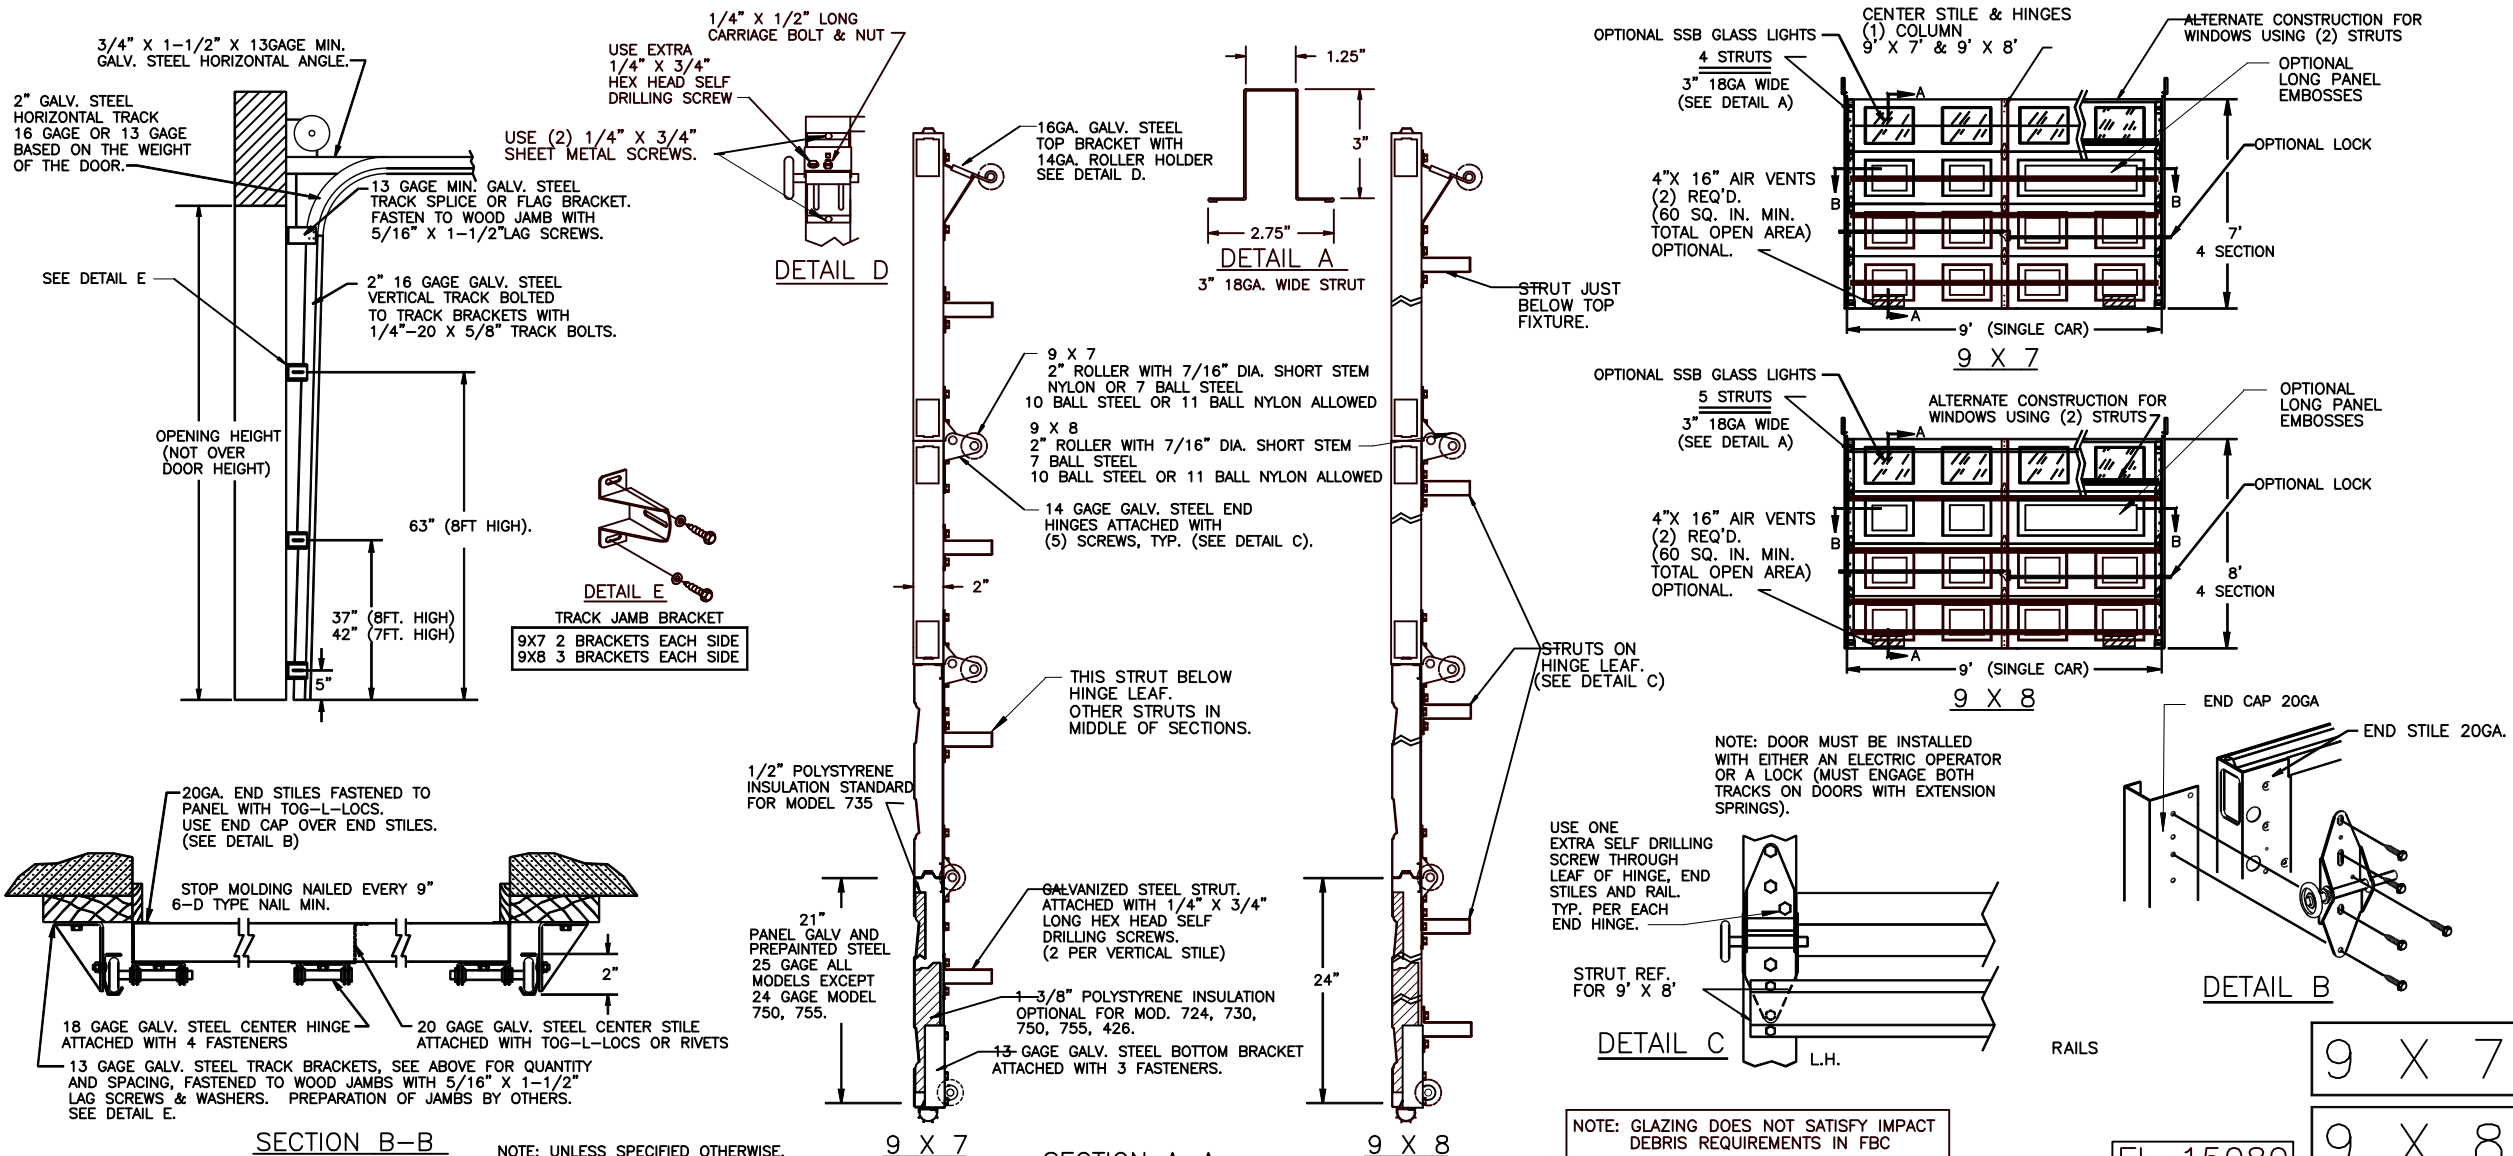 3/4" X 1-1/2" X 13GAGE MIN.
GALV. STEEL HORIZONTAL ANGLE.
2" GALV. STEEL
HORIZONTAL TRACK
16 GAGE OR 13 GAGE
BASED ON THE WEIGHT
OF THE DOOR.
13 GAGE MIN. GALV. STEEL
TRACK SPLICE OR FLAG BRACKET.
FASTEN TO WOOD JAMB WITH
5/16" X 1-1/2"LAG SCREWS.
SEE DETAIL E
2" 16 GAGE GALV. STEEL
VERTICAL TRACK BOLTED
TO TRACK BRACKETS WITH
1/4"-20 X 5/8" TRACK BOLTS.
OPENING HEIGHT
(NOT OVER
DOOR HEIGHT)
63" (8FT HIGH).
37" (8FT. HIGH)
42" (7FT. HIGH)
5"
1/4" X 1/2" LONG
CARRIAGE BOLT & NUT
USE EXTRA
1/4" X 3/4"
HEX HEAD SELF
DRILLING SCREW
USE (2) 1/4" X 3/4"
SHEET METAL SCREWS.
DETAIL D
DETAIL E
TRACK JAMB BRACKET
9X7 2 BRACKETS EACH SIDE
9X8 3 BRACKETS EACH SIDE
16GA. GALV. STEEL
TOP BRACKET WITH
14GA. ROLLER HOLDER
SEE DETAIL D.
1.25"
3"
2.75"
DETAIL A
3" 18GA. WIDE STRUT
9 X 7
2" ROLLER WITH 7/16" DIA. SHORT STEM
NYLON OR 7 BALL STEEL
10 BALL STEEL OR 11 BALL NYLON ALLOWED
9 X 8
2" ROLLER WITH 7/16" DIA. SHORT STEM
7 BALL STEEL
10 BALL STEEL OR 11 BALL NYLON ALLOWED
14 GAGE GALV. STEEL END
HINGES ATTACHED WITH
(5) SCREWS, TYP. (SEE DETAIL C).
2"
THIS STRUT BELOW
HINGE LEAF.
OTHER STRUTS IN
MIDDLE OF SECTIONS.
1/2" POLYSTYRENE
INSULATION STANDARD
FOR MODEL 735
21"
PANEL GALV AND
PREPAINTED STEEL
25 GAGE ALL
MODELS EXCEPT
24 GAGE MODEL
750, 755.
GALVANIZED STEEL STRUT.
ATTACHED WITH 1/4" X 3/4"
LONG HEX HEAD SELF
DRILLING SCREWS.
(2 PER VERTICAL STILE)
1-3/8" POLYSTYRENE INSULATION
OPTIONAL FOR MOD. 724, 730,
750, 755, 426.
13 GAGE GALV. STEEL BOTTOM BRACKET
ATTACHED WITH 3 FASTENERS.
9 X 7
STRUT JUST
BELOW TOP
FIXTURE.
STRUTS ON
HINGE LEAF.
(SEE DETAIL C)
24"
9 X 8
SECTION A-A
20GA. END STILES FASTENED TO
PANEL WITH TOG-L-LOCS.
USE END CAP OVER END STILES.
(SEE DETAIL B)
STOP MOLDING NAILED EVERY 9"
6-D TYPE NAIL MIN.
2"
18 GAGE GALV. STEEL CENTER HINGE
ATTACHED WITH 4 FASTENERS
20 GAGE GALV. STEEL CENTER STILE
ATTACHED WITH TOG-L-LOCS OR RIVETS
13 GAGE GALV. STEEL TRACK BRACKETS, SEE ABOVE FOR QUANTITY
AND SPACING, FASTENED TO WOOD JAMBS WITH 5/16" X 1-1/2"
LAG SCREWS & WASHERS. PREPARATION OF JAMBS BY OTHERS.
SEE DETAIL E.
SECTION B-B
NOTE: UNLESS SPECIFIED OTHERWISE.
OPTIONAL SSB GLASS LIGHTS
CENTER STILE & HINGES
(1) COLUMN
9' X 7' & 9' X 8'
ALTERNATE CONSTRUCTION FOR
WINDOWS USING (2) STRUTS
4 STRUTS
3" 18GA WIDE
(SEE DETAIL A)
OPTIONAL
LONG PANEL
EMBOSSES
A
OPTIONAL LOCK
4"X 16" AIR VENTS
(2) REQ'D.
(60 SQ. IN. MIN.
TOTAL OPEN AREA)
OPTIONAL.
B
B
7'
4 SECTION
A
9' (SINGLE CAR)
9 X 7
OPTIONAL SSB GLASS LIGHTS
5 STRUTS
3" 18GA WIDE
(SEE DETAIL A)
ALTERNATE CONSTRUCTION FOR
WINDOWS USING (2) STRUTS
OPTIONAL
LONG PANEL
EMBOSSES
A
OPTIONAL LOCK
4"X 16" AIR VENTS
(2) REQ'D.
(60 SQ. IN. MIN.
TOTAL OPEN AREA)
OPTIONAL.
B
B
8'
4 SECTION
A
9' (SINGLE CAR)
9 X 8
NOTE: DOOR MUST BE INSTALLED
WITH EITHER AN ELECTRIC OPERATOR
OR A LOCK (MUST ENGAGE BOTH
TRACKS ON DOORS WITH EXTENSION
SPRINGS).
USE ONE
EXTRA SELF DRILLING
SCREW THROUGH
LEAF OF HINGE, END
STILES AND RAIL.
TYP. PER EACH
END HINGE.
STRUT REF.
FOR 9' X 8'
DETAIL C
L.H.
RAILS
END CAP 20GA
END STILE 20GA.
DETAIL B
NOTE: GLAZING DOES NOT SATISFY IMPACT
DEBRIS REQUIREMENTS IN FBC
9 X 7
9 X 8